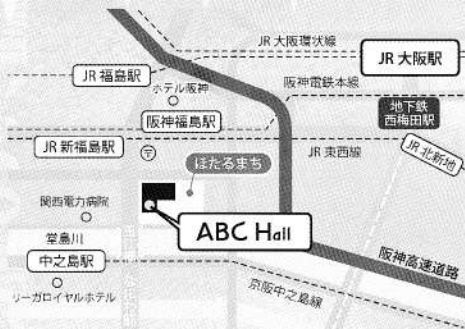 JR 大阪環状線
JR 大阪駅
JR 福島駅
ホテル阪神
阪神電鉄本線
阪神福島駅
地下鉄
西梅田駅
JR 新福島駅
〒
ほたるまち
JR 東西線
JR 北新地
関西電力病院
ABC Hall
堂島川
中之島駅
阪神高速道路
京阪中之島線
リーガロイヤルホテル